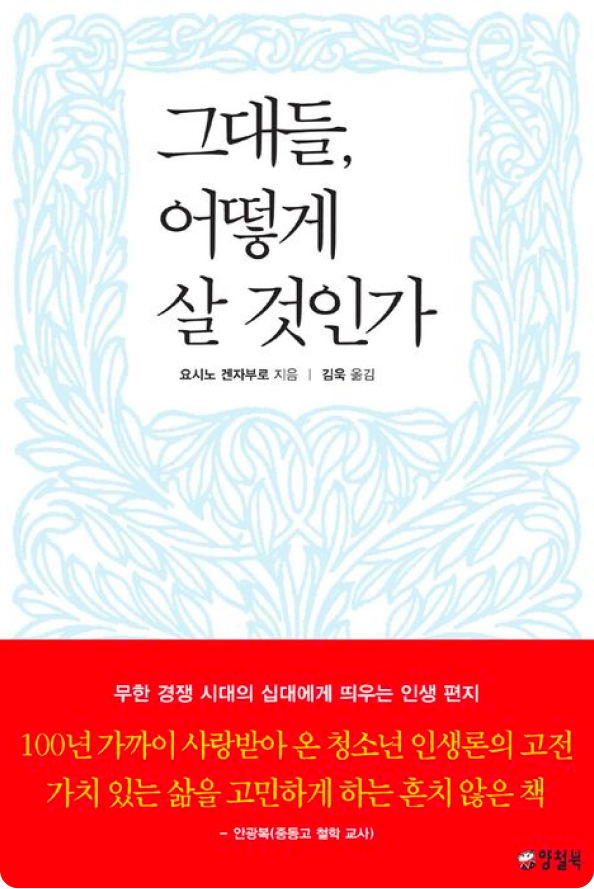 그대들,
어떻게
살 것인가
요시노 겐자부로 지음 | 김욱 옮김
무한 경쟁 시대의 십대에게 띄우는 인생 편지
100년 가까이 사랑받아 온 청소년 인생론의 고전
가치 있는 삶을 고민하게 하는 흔치 않은 책
- 안광복(중동고 철학 교사)
양철북